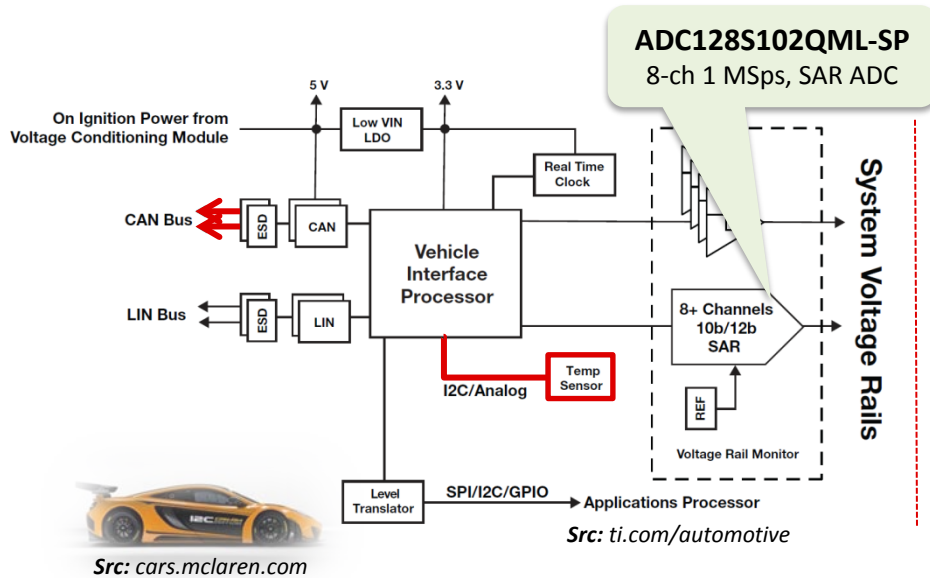 ADC128S102QML-SP
8-ch 1 MSps, SAR ADC
5 V
3.3 V
On Ignition Power from
Voltage Conditioning Module
Low VIN
LDO
Real Time
Clock
CAN Bus
ESD
CAN
Vehicle
Interface
Processor
LIN Bus
ESD
LIN
8+ Channels
10b/12b
SAR
System Voltage Rails
I2C/Analog
Temp
Sensor
REF
Voltage Rail Monitor
Level
Translator
SPI/I2C/GPIO
Applications Processor
Src: ti.com/automotive
Src: cars.mclaren.com